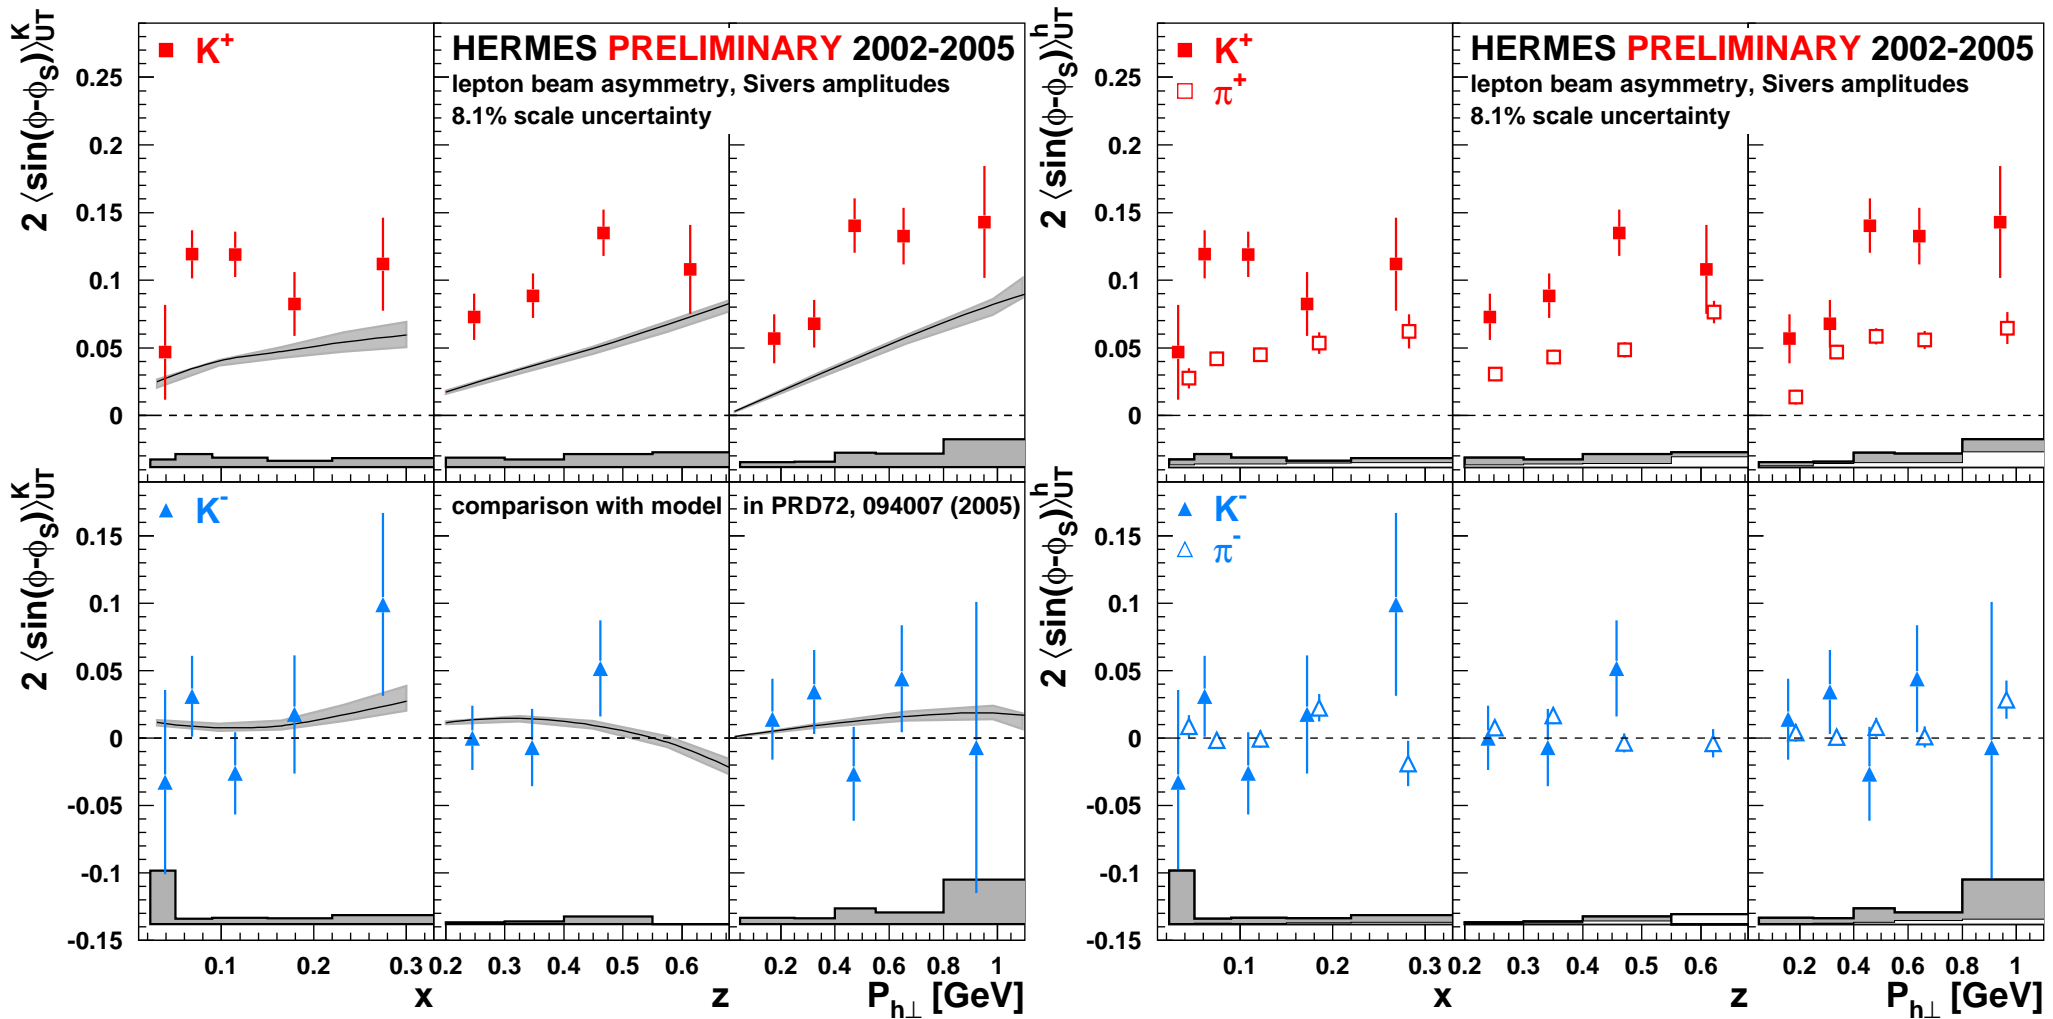 2 ⟨sin(ϕ-ϕS)⟩UT K
K+
HERMES PRELIMINARY 2002-2005
lepton beam asymmetry, Sivers amplitudes
8.1% scale uncertainty
0.25
0.2
0.15
0.1
0.05
0
2 ⟨sin(ϕ-ϕS)⟩UT K
K-
comparison with model in PRD72, 094007 (2005)
0.15
0.1
0.05
0
-0.05
-0.1
-0.15
0.1 0.2 0.3 0.2 0.3 0.4 0.5 0.6 0.2 0.4 0.6 0.8 1
x z Ph⊥ [GeV]
2 ⟨sin(ϕ-ϕS)⟩UT h
K+
π+
HERMES PRELIMINARY 2002-2005
lepton beam asymmetry, Sivers amplitudes
8.1% scale uncertainty
0.25
0.2
0.15
0.1
0.05
0
2 ⟨sin(ϕ-ϕS)⟩UT h
K-
π-
0.15
0.1
0.05
0
-0.05
-0.1
-0.15
0.1 0.2 0.3 0.2 0.3 0.4 0.5 0.6 0.2 0.4 0.6 0.8 1
x z Ph⊥ [GeV]